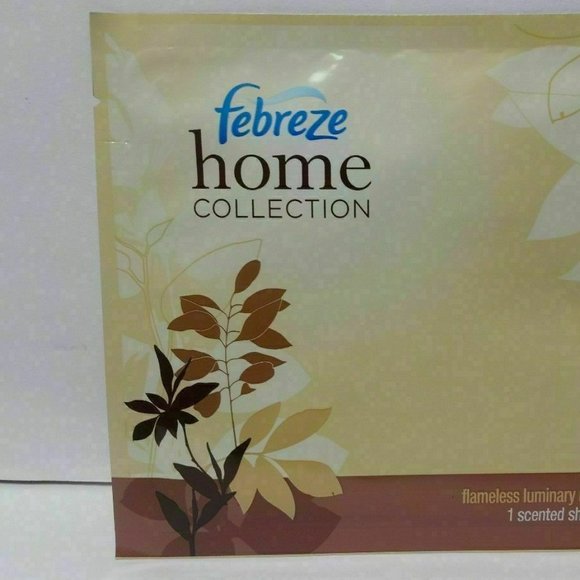 febreze
home
COLLECTION
flameless luminary
1 scented